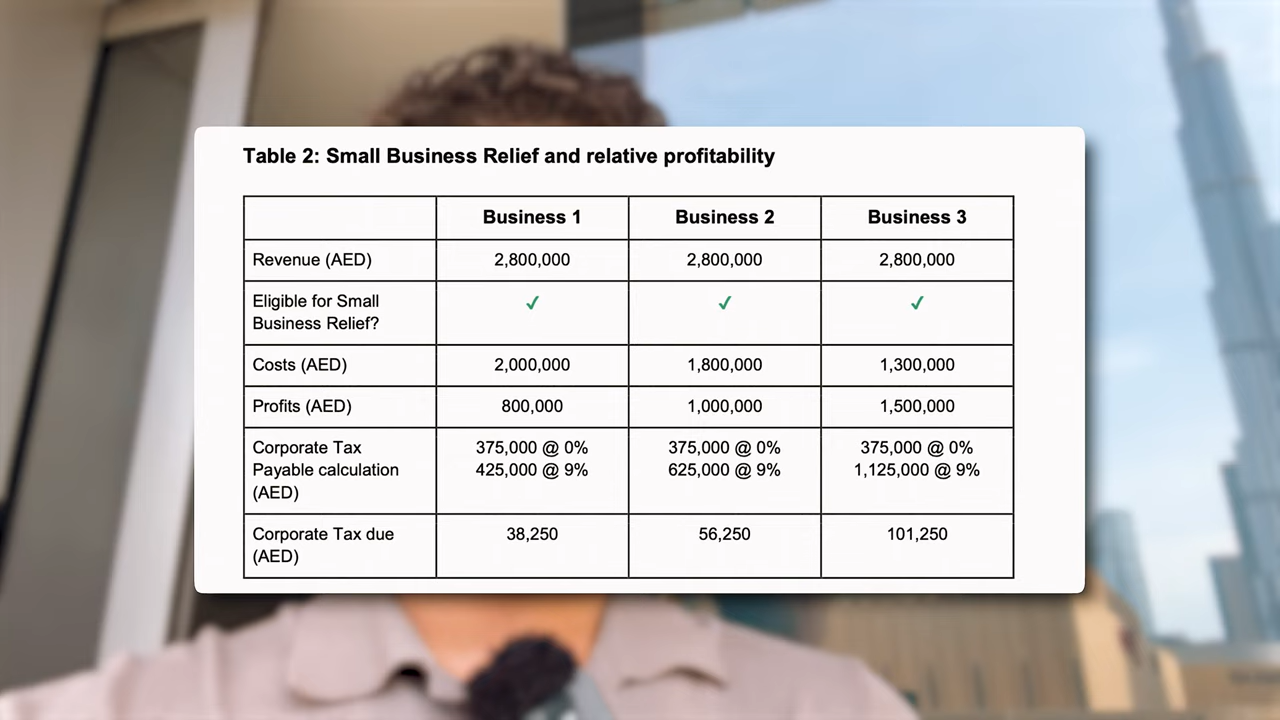 Table 2: Small Business Relief and relative profitability
Business 1 Business 2 Business 3
Revenue (AED) 2,800,000 2,800,000 2,800,000
Eligible for Small ✓ ✓ ✓
Business Relief?
Costs (AED) 2,000,000 1,800,000 1,300,000
Profits (AED) 800,000 1,000,000 1,500,000
Corporate Tax 375,000 @ 0% 375,000 @ 0% 375,000 @ 0%
Payable calculation 425,000 @ 9% 625,000 @ 9% 1,125,000 @ 9%
(AED)
Corporate Tax due 38,250 56,250 101,250
(AED)